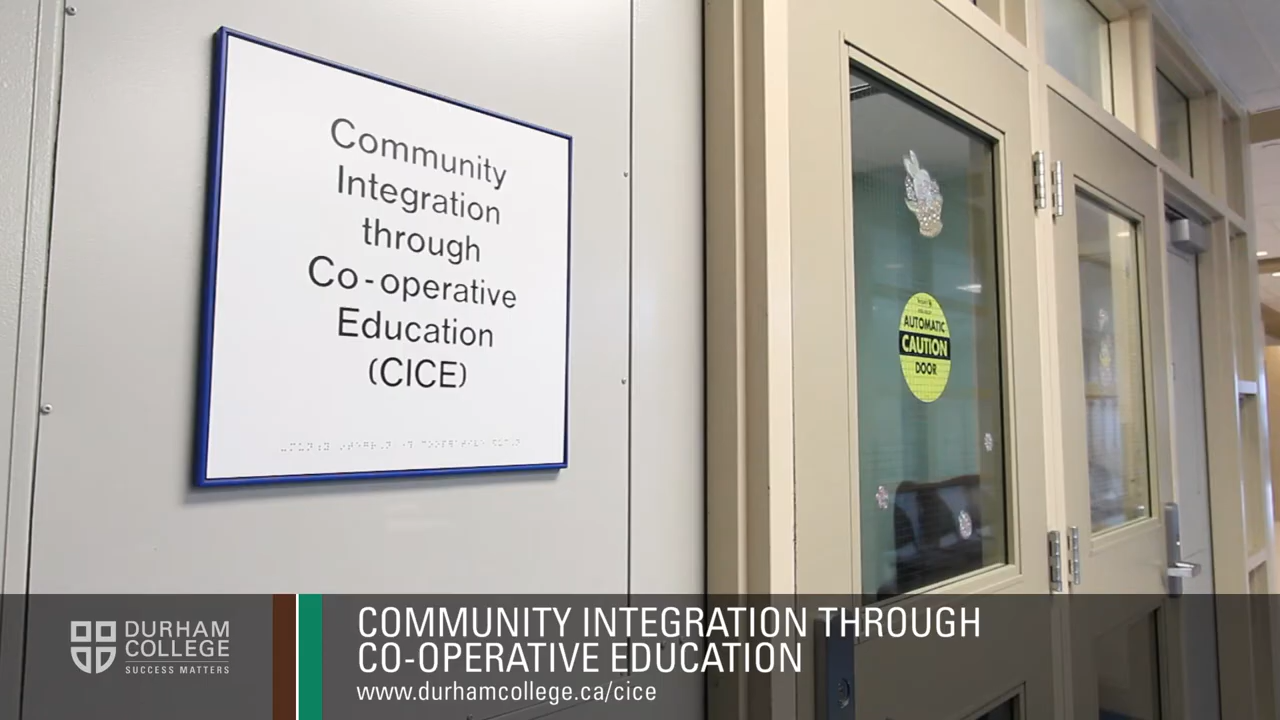 Community
Integration
through
Co-operative
Education
(CICE)
AUTOMATIC
CAUTION
DOOR
DURHAM
COLLEGE
SUCCESS MATTERS
COMMUNITY INTEGRATION THROUGH
CO-OPERATIVE EDUCATION
www.durhamcollege.ca/cice